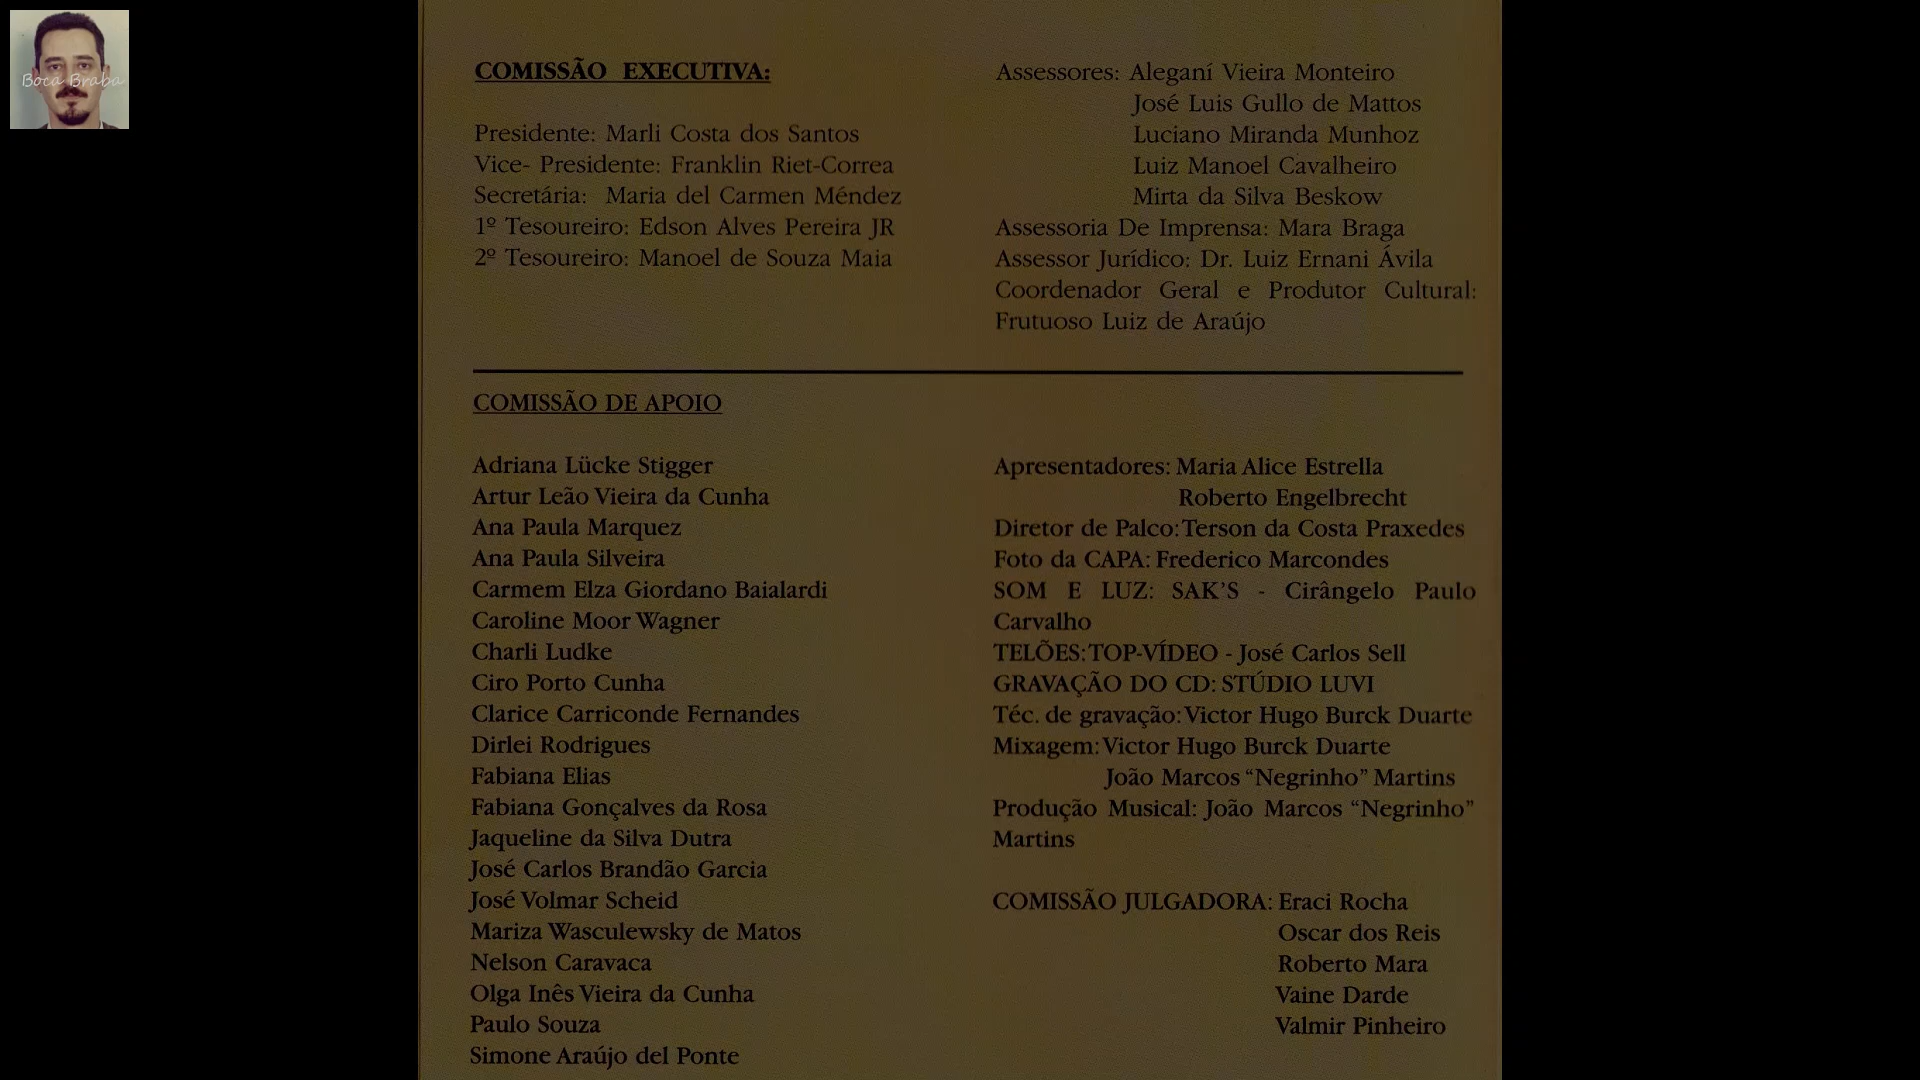 Boca Braba
COMISSÃO EXECUTIVA:
Presidente: Marli Costa dos Santos
Vice- Presidente: Franklin Riet-Correa
Secretária: Maria del Carmen Méndez
1º Tesoureiro: Edson Alves Pereira JR
2º Tesoureiro: Manoel de Souza Maia
Assessores: Aleganí Vieira Monteiro
José Luis Gullo de Mattos
Luciano Miranda Munhoz
Luiz Manoel Cavalheiro
Mirta da Silva Beskow
Assessoria De Imprensa: Mara Braga
Assessor Jurídico: Dr. Luiz Ernani Ávila
Coordenador Geral e Produtor Cultural:
Frutuoso Luiz de Araújo
COMISSÃO DE APOIO
Adriana Lücke Stigger
Artur Leão Vieira da Cunha
Ana Paula Marquez
Ana Paula Silveira
Carmem Elza Giordano Baialardi
Caroline Moor Wagner
Charli Ludke
Ciro Porto Cunha
Clarice Carriconde Fernandes
Dirlei Rodrigues
Fabiana Elias
Fabiana Gonçalves da Rosa
Jaqueline da Silva Dutra
José Carlos Brandão Garcia
José Volmar Scheid
Mariza Wasculewsky de Matos
Nelson Caravaca
Olga Inês Vieira da Cunha
Paulo Souza
Simone Araújo del Ponte
Apresentadores: Maria Alice Estrella
Roberto Engelbrecht
Diretor de Palco: Terson da Costa Praxedes
Foto da CAPA: Frederico Marcondes
SOM E LUZ: SAK'S - Cirângelo Paulo
Carvalho
TELÕES: TOP-VÍDEO - José Carlos Sell
GRAVAÇÃO DO CD: STÚDIO LUVI
Téc. de gravação: Victor Hugo Burck Duarte
Mixagem: Victor Hugo Burck Duarte
João Marcos “Negrinho” Martins
Produção Musical: João Marcos “Negrinho”
Martins
COMISSÃO JULGADORA: Eraci Rocha
Oscar dos Reis
Roberto Mara
Vaine Darde
Valmir Pinheiro